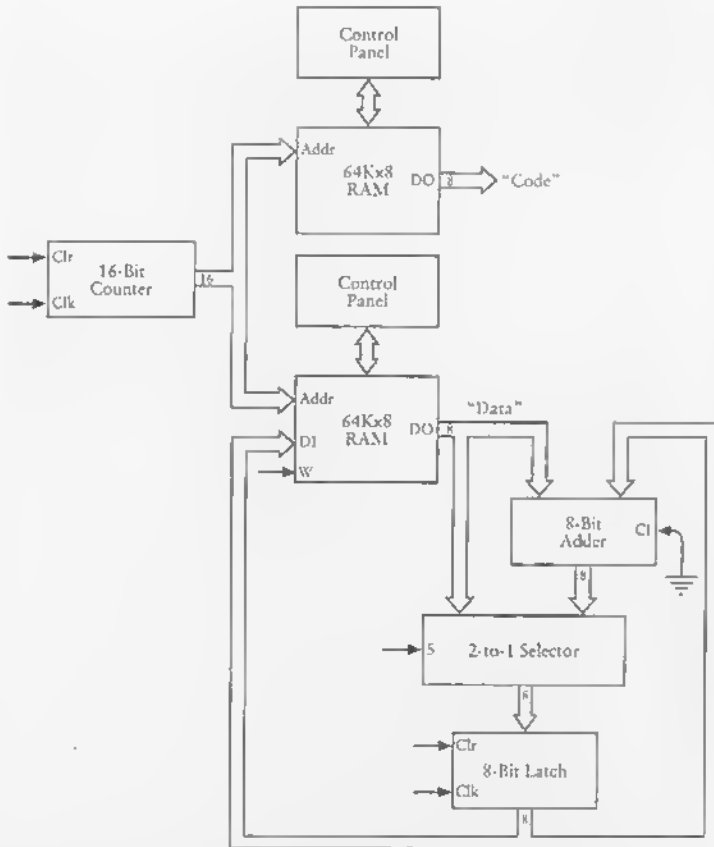 Control
Panel
Addr
64Kx8
RAM
DO
8
"Code"
Clr
16-Bit
Counter
Clk
16
Control
Panel
Addr
64Kx8
RAM
DO
8
"Data"
DI
W
8-Bit
Adder
CI
8
S
2-to-1 Selector
8
Clr
8-Bit Latch
Clk
8